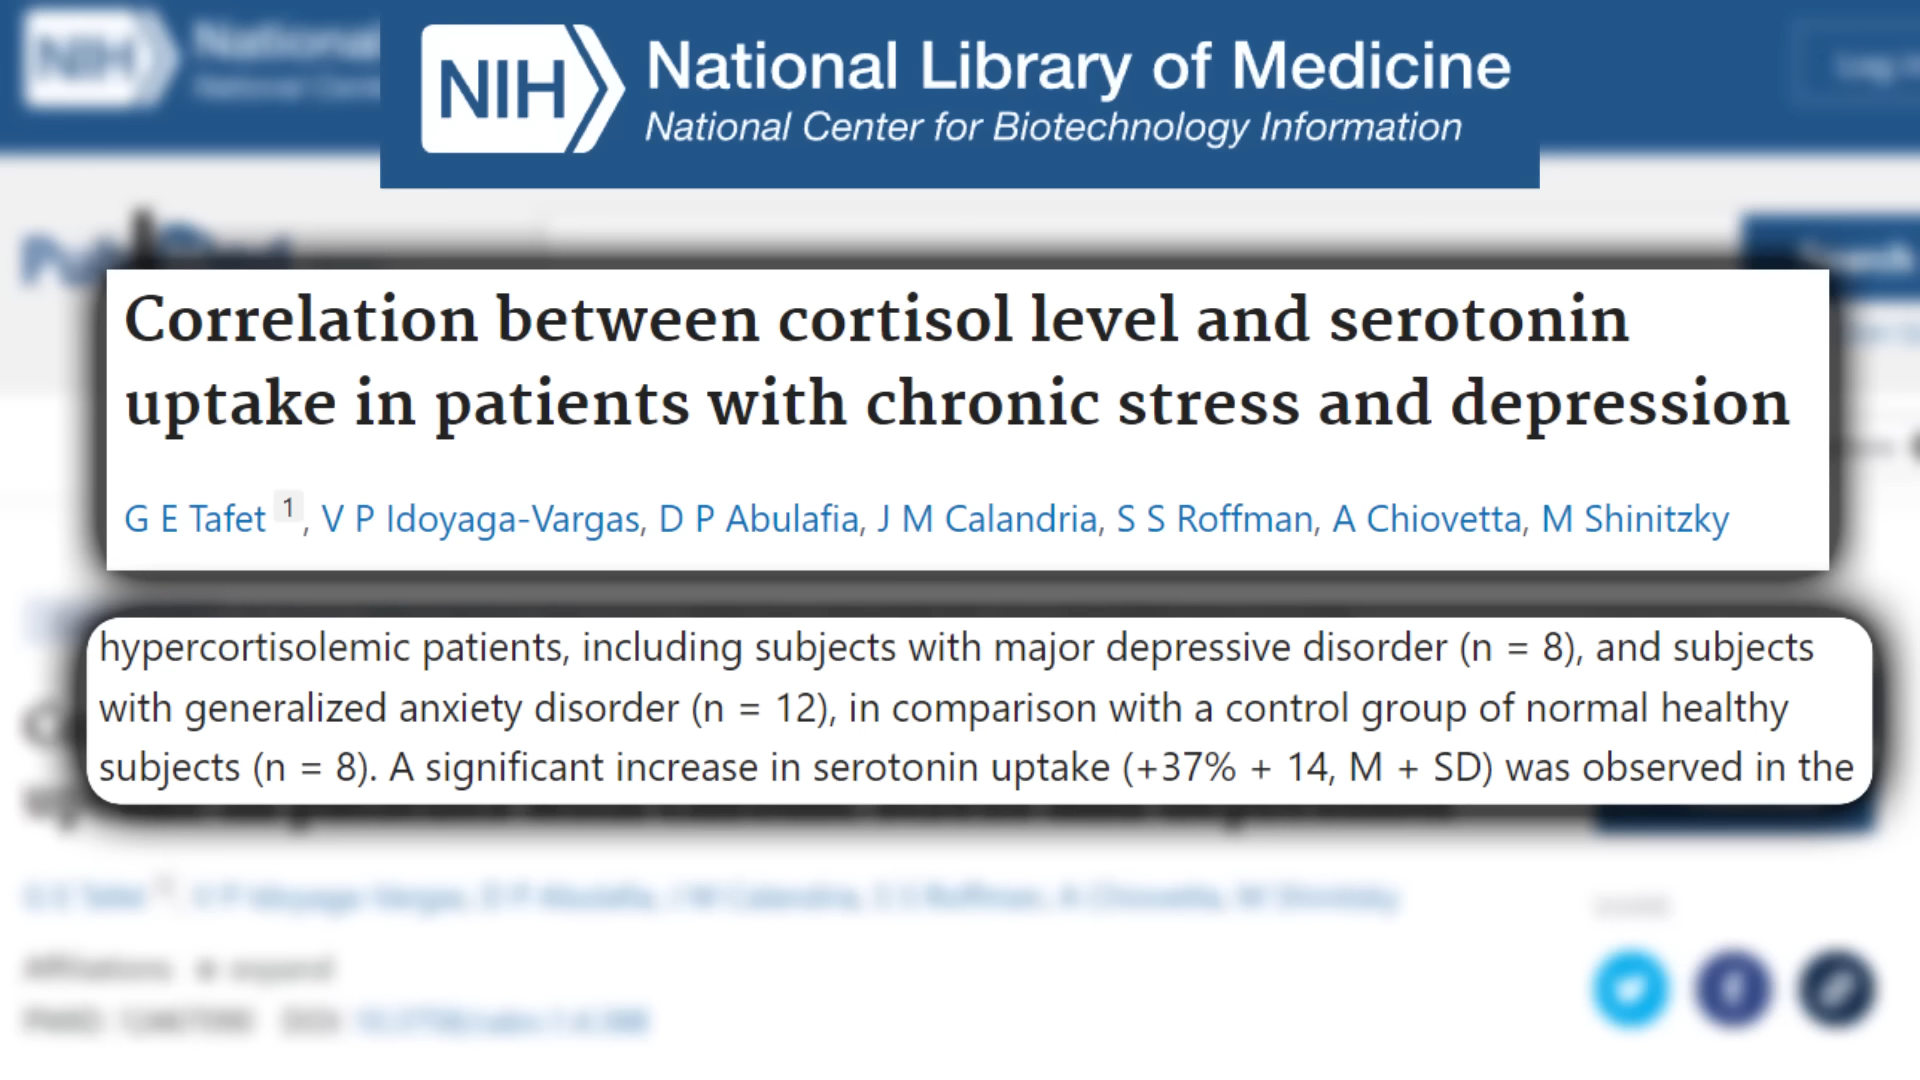 NIH National Library of Medicine
National Center for Biotechnology Information
Correlation between cortisol level and serotonin
uptake in patients with chronic stress and depression
G E Tafet 1, V P Idoyaga-Vargas, D P Abulafia, J M Calandria, S S Roffman, A Chiovetta, M Shinitzky
hypercortisolemic patients, including subjects with major depressive disorder (n = 8), and subjects
with generalized anxiety disorder (n = 12), in comparison with a control group of normal healthy
subjects (n = 8). A significant increase in serotonin uptake (+37% + 14, M + SD) was observed in the